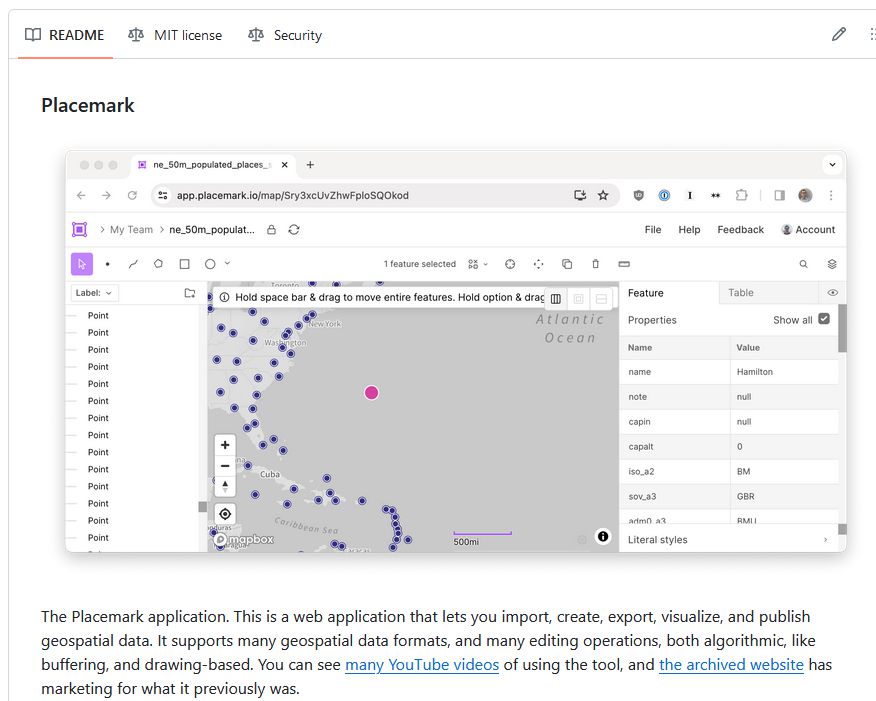 README MIT license Security
Placemark
ne_50m_populated_places_s
app.placemark.io/map/Sry3xcUvZhwFpIoSQOkod
My Team ne_50m_populat... File Help Feedback Account
1 feature selected
Label:
Point
Point
Point
Point
Point
Point
Point
Point
Point
Point
Point
Point
Point
Point
Toronto
Hold space bar & drag to move entire features. Hold option & drag
New York
Washington
Atlantic
Ocean
Cuba
Caribbean Sea
mapbox
500mi
Feature Table
Properties Show all
Name Value
name Hamilton
note null
capin null
capalt 0
iso_a2 BM
sov_a3 GBR
adm0_a3 BMU
Literal styles
The Placemark application. This is a web application that lets you import, create, export, visualize, and publish
geospatial data. It supports many geospatial data formats, and many editing operations, both algorithmic, like
buffering, and drawing-based. You can see many YouTube videos of using the tool, and the archived website has
marketing for what it previously was.